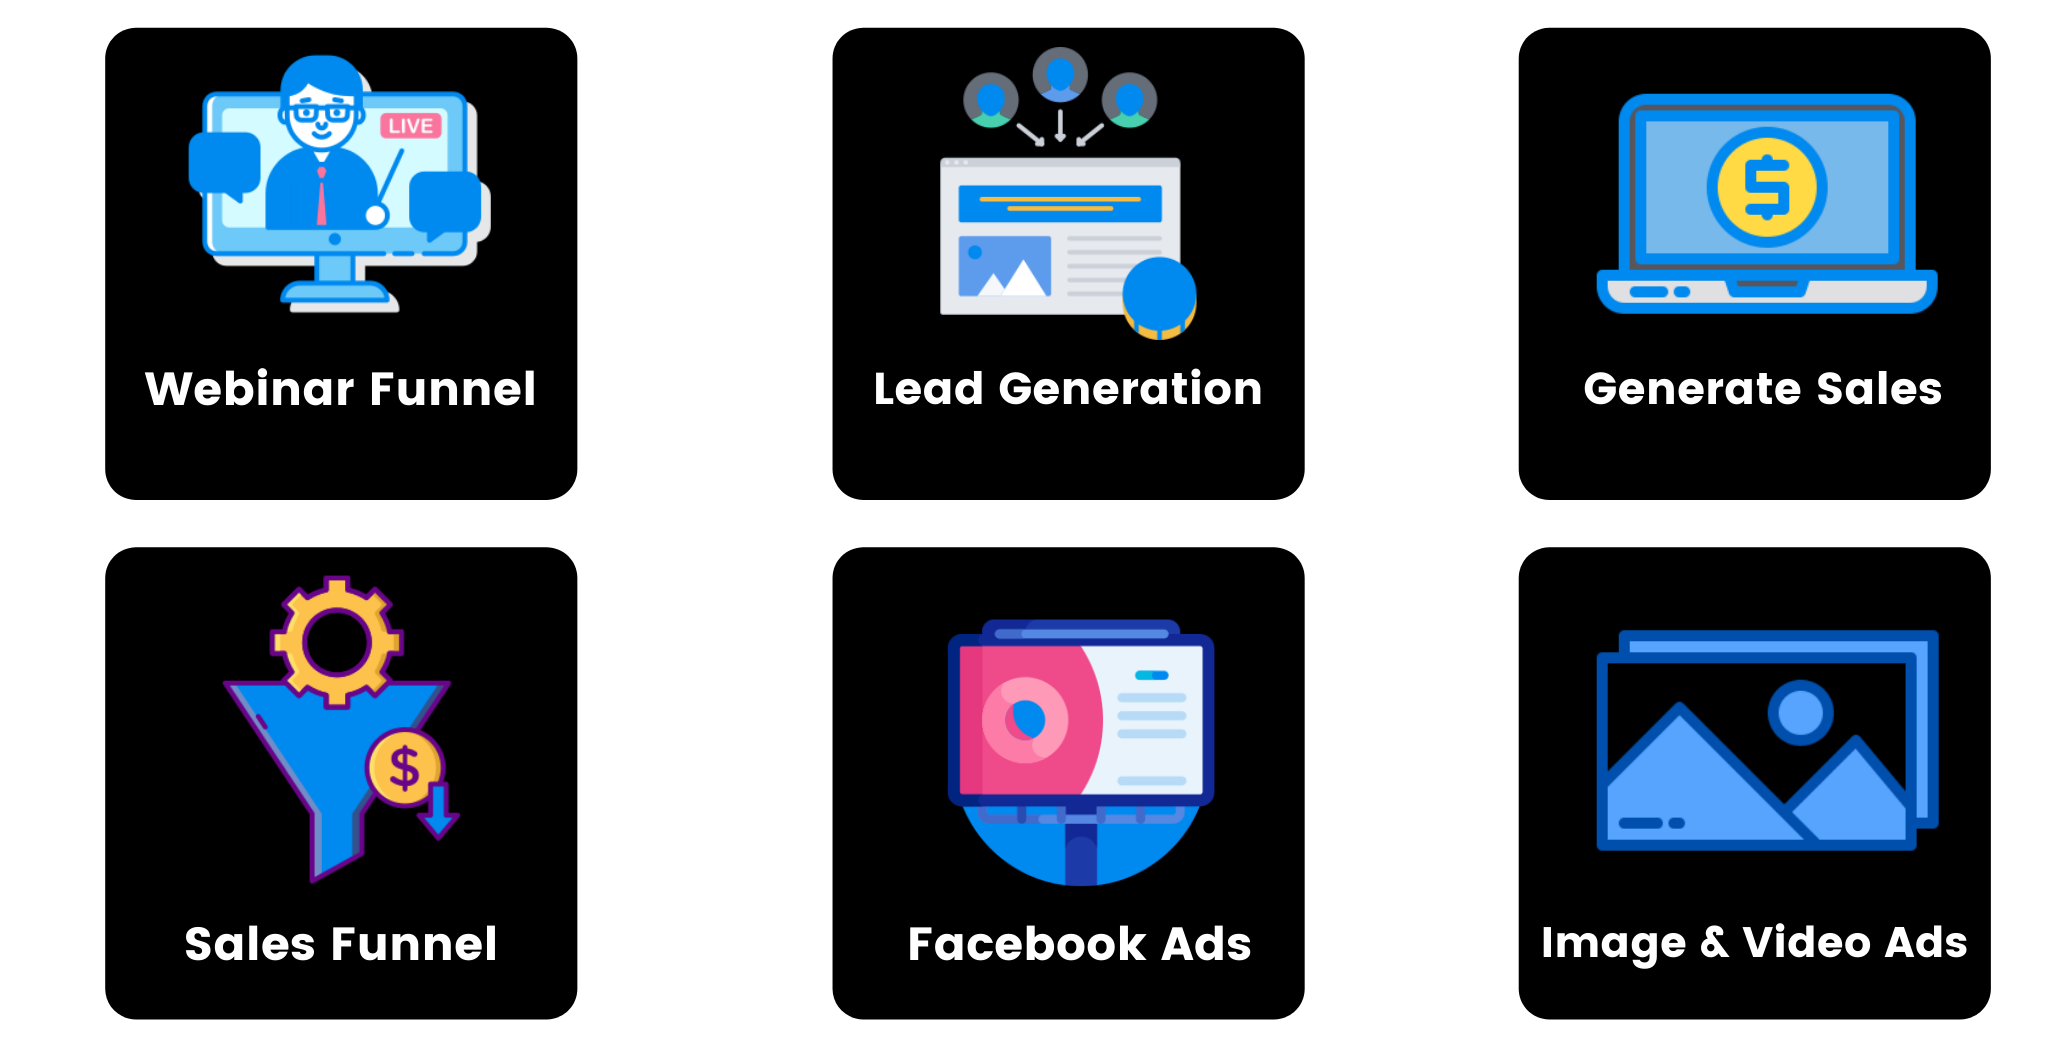 LIVE
Webinar Funnel
Lead Generation
$
Generate Sales
$
Sales Funnel
Facebook Ads
Image & Video Ads